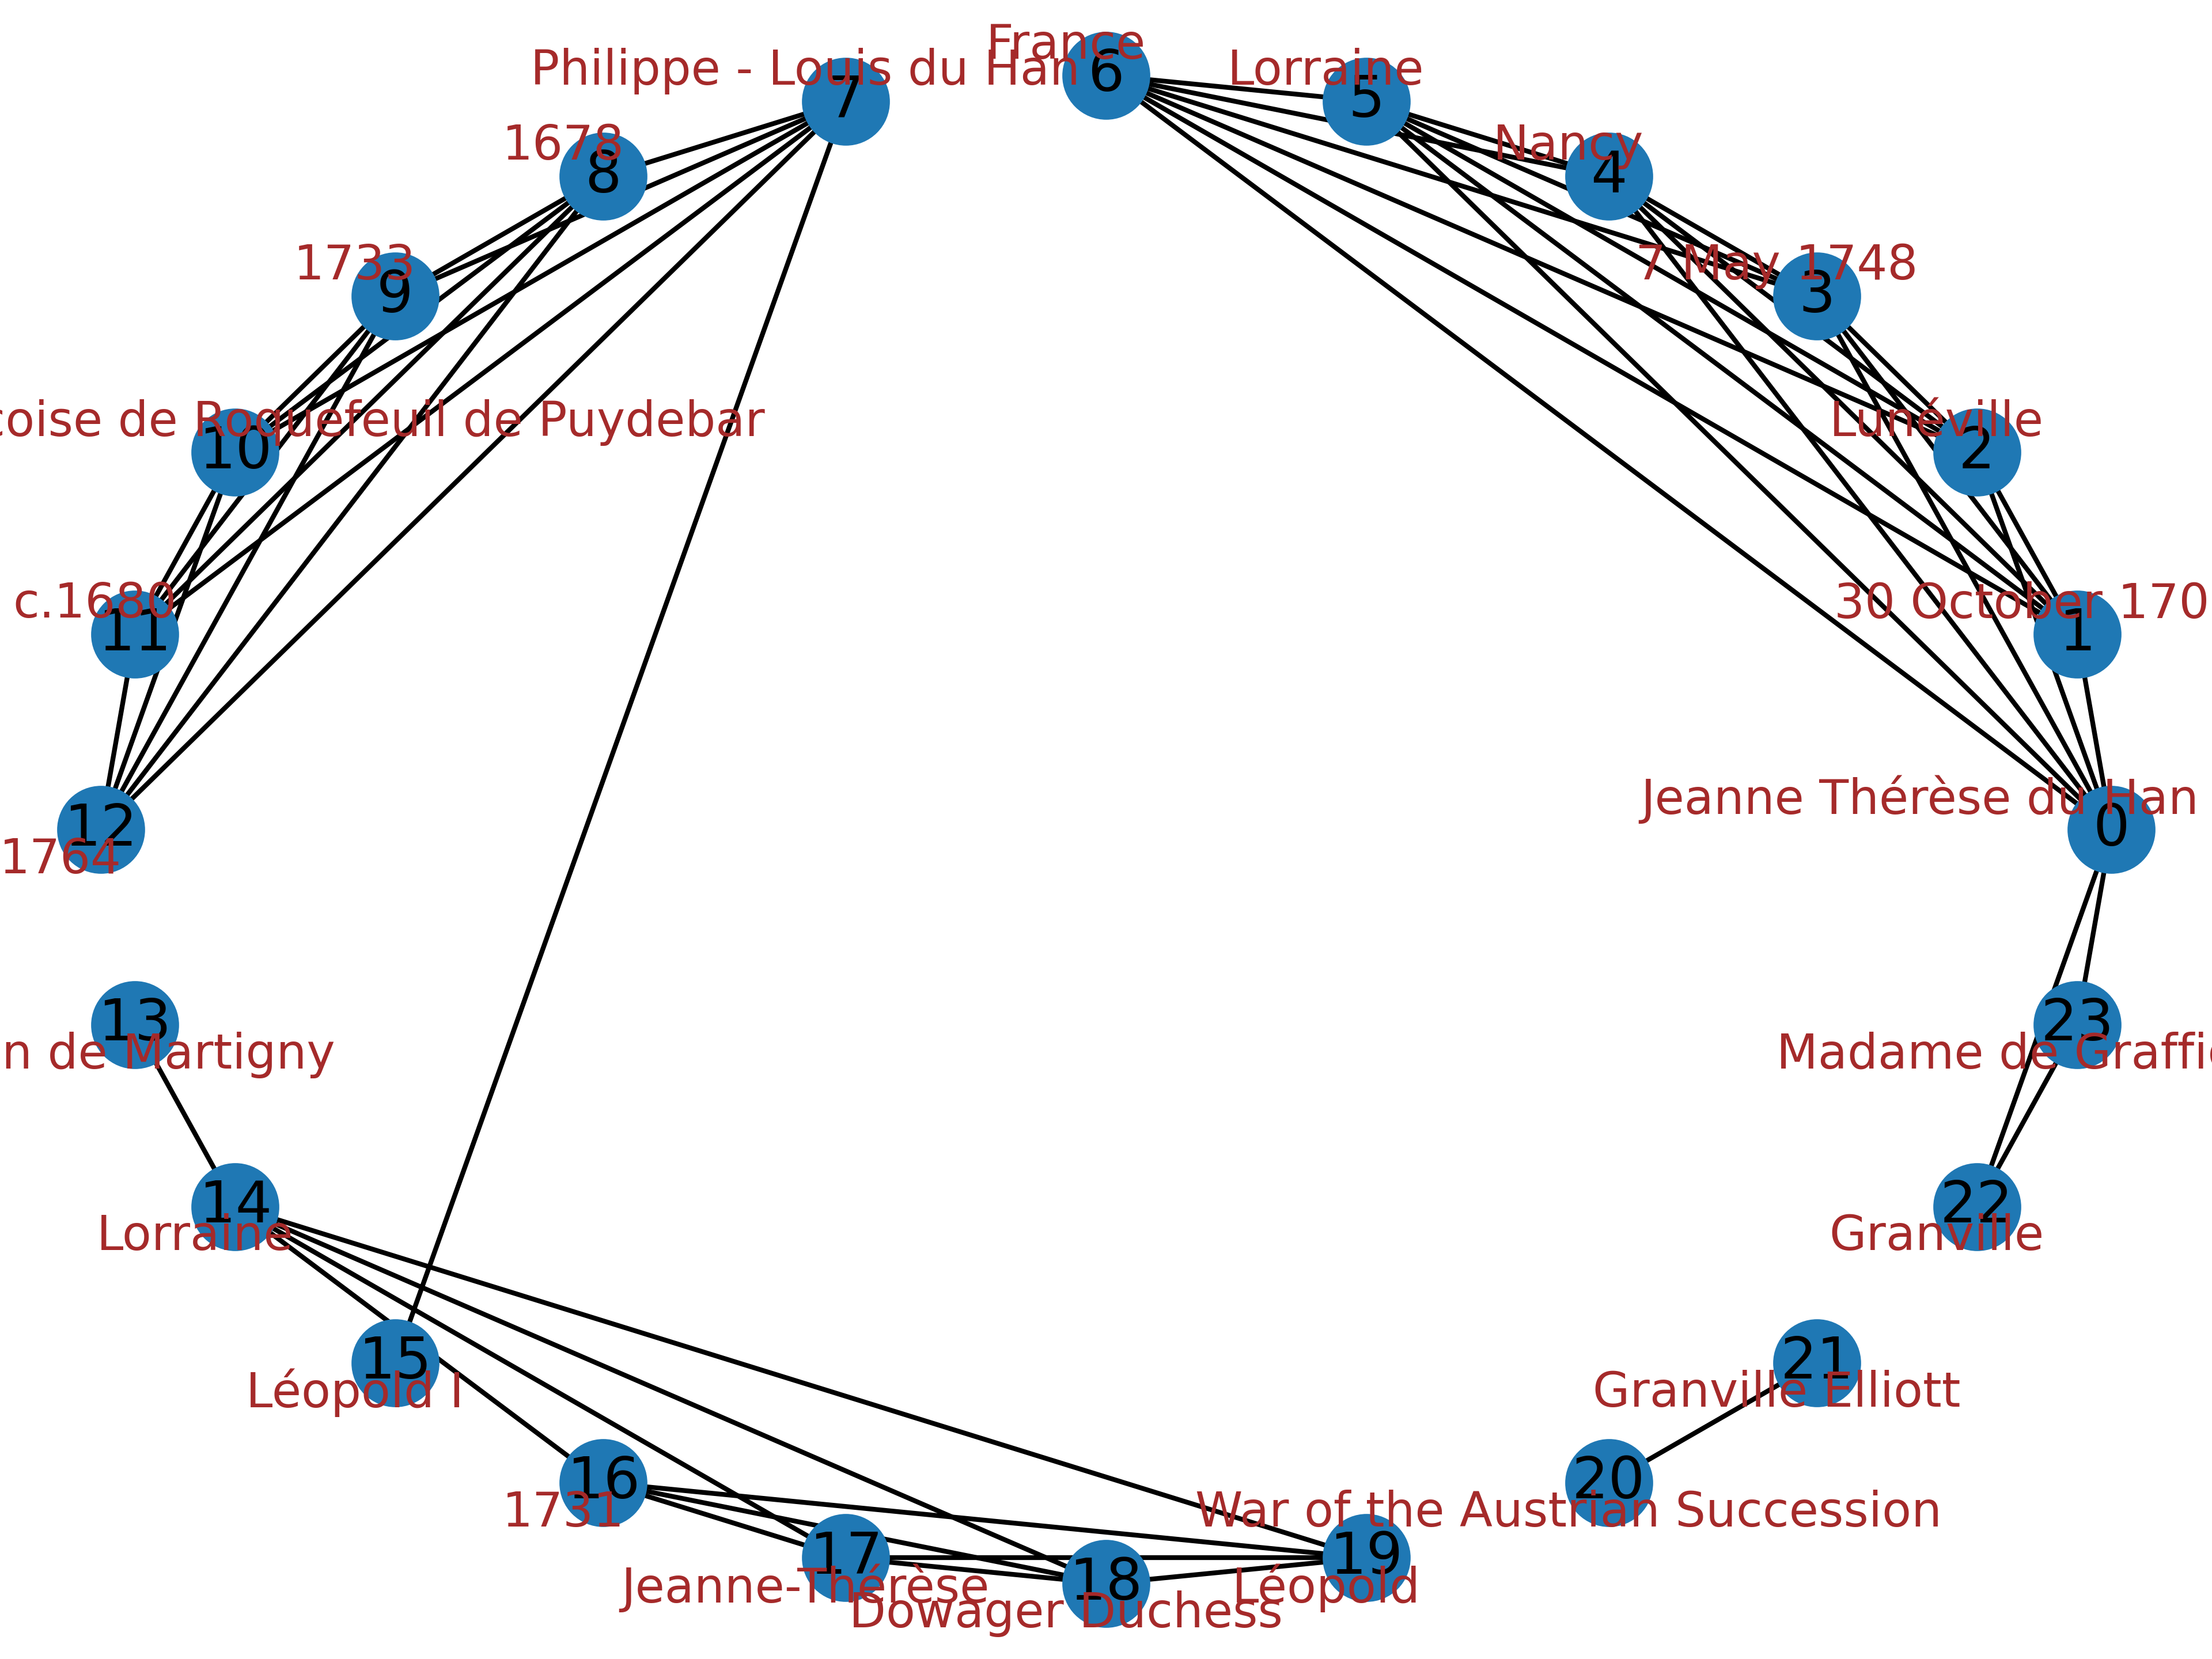 France
6
Philippe - Louis du Han
7
Lorraine
5
1678
8
Nancy
4
1733
9
7 May 1748
3
coise de Roquefeuil de Puydebar
10
Lunéville
2
c.1680
11
30 October 170
1
Jeanne Thérèse du Han
0
12
1764
13
n de Martigny
23
Madame de Graffi
14
Lorraine
22
Granville
15
Léopold I
21
Granville Elliott
16
1731
20
War of the Austrian Succession
17
Jeanne-Thérèse
19
Léopold
18
Dowager Duchess